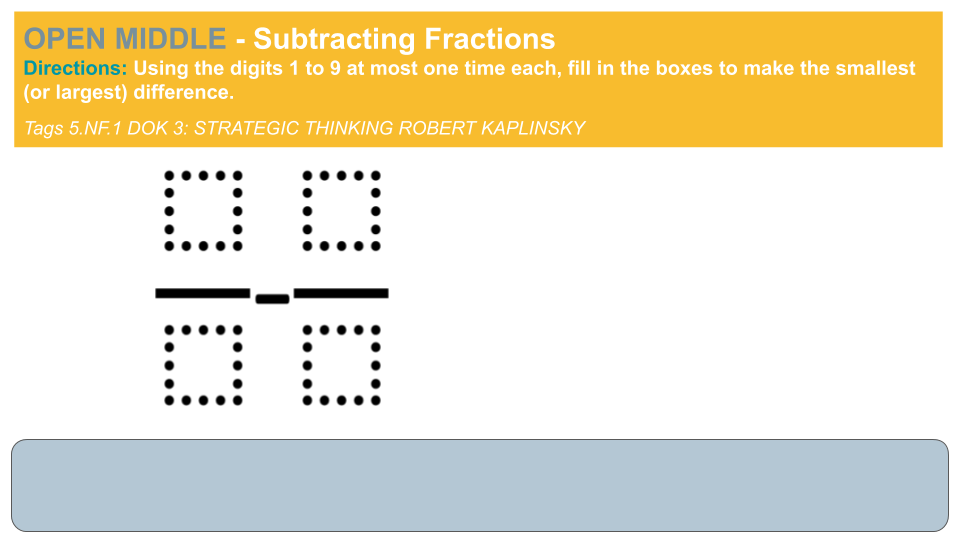 OPEN MIDDLE - Subtracting Fractions
Directions: Using the digits 1 to 9 at most one time each, fill in the boxes to make the smallest
(or largest) difference.
Tags 5.NF.1 DOK 3: STRATEGIC THINKING ROBERT KAPLINSKY